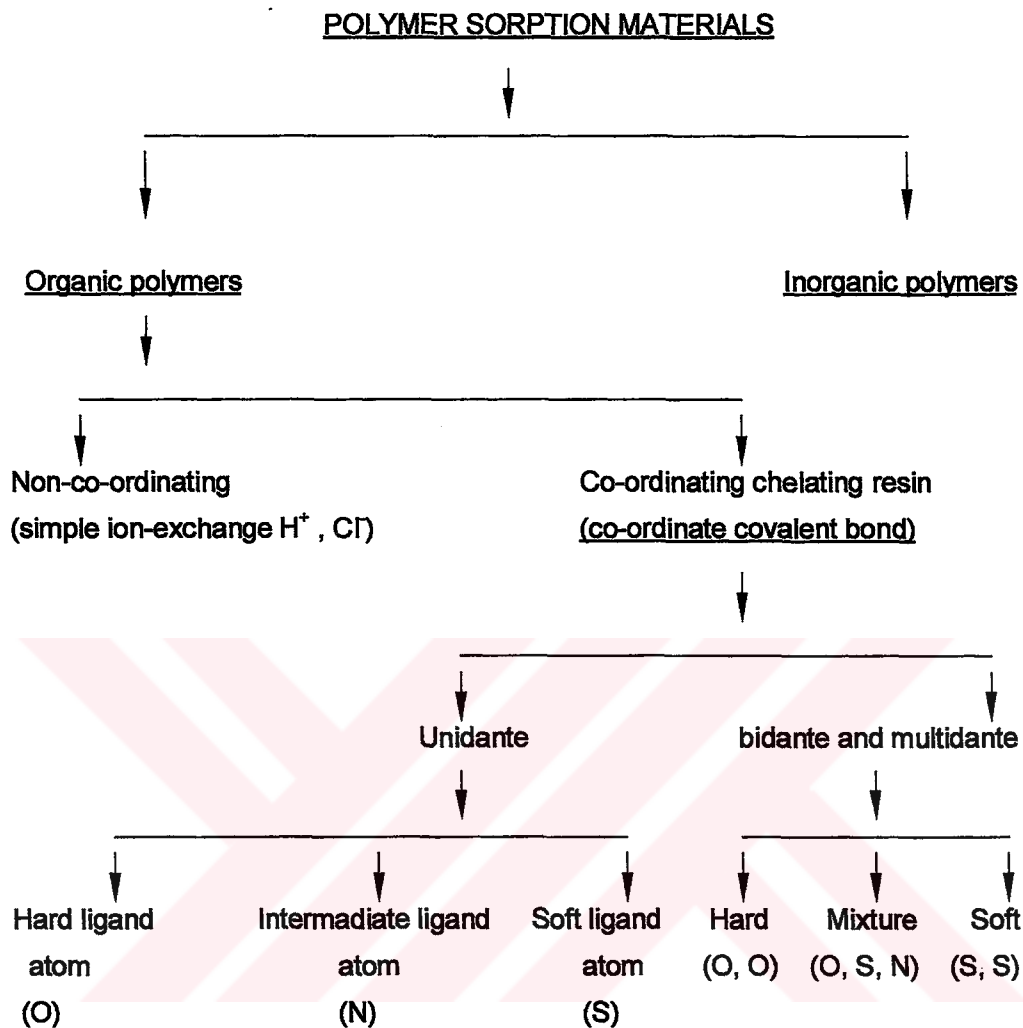 POLYMER SORPTION MATERIALS
Organic polymers
Inorganic polymers
Non-co-ordinating
(simple ion-exchange H⁺ , Cl⁻)
Co-ordinating chelating resin
(co-ordinate covalent bond)
Unidante
bidante and multidante
Hard ligand
atom
(O)
Intermadiate ligand
atom
(N)
Soft ligand
atom
(S)
Hard
(O, O)
Mixture
(O, S, N)
Soft
(S, S)